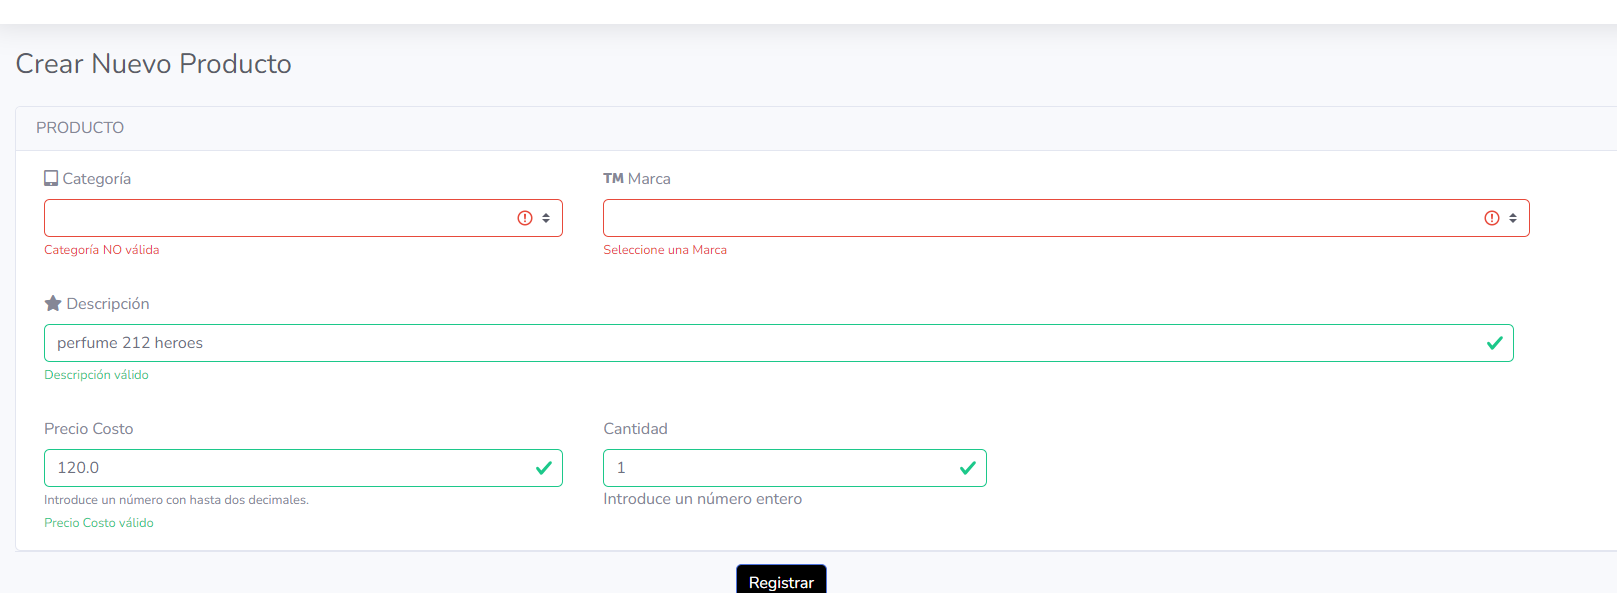 Crear Nuevo Producto
PRODUCTO
Categoría
TM Marca
Categoría NO válida
Seleccione una Marca
Descripción
perfume 212 heroes
Descripción válido
Precio Costo
Cantidad
120.0
1
Introduce un número con hasta dos decimales.
Introduce un número entero
Precio Costo válido
Registrar